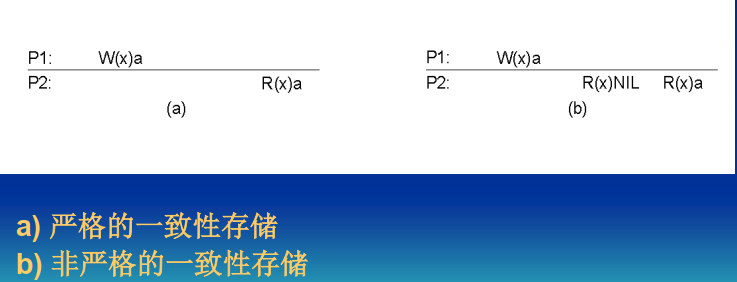 P1: W(x)a
P2: R(x)a
(a)
P1: W(x)a
P2: R(x)NIL R(x)a
(b)
a) 严格的一致性存储
b) 非严格的一致性存储